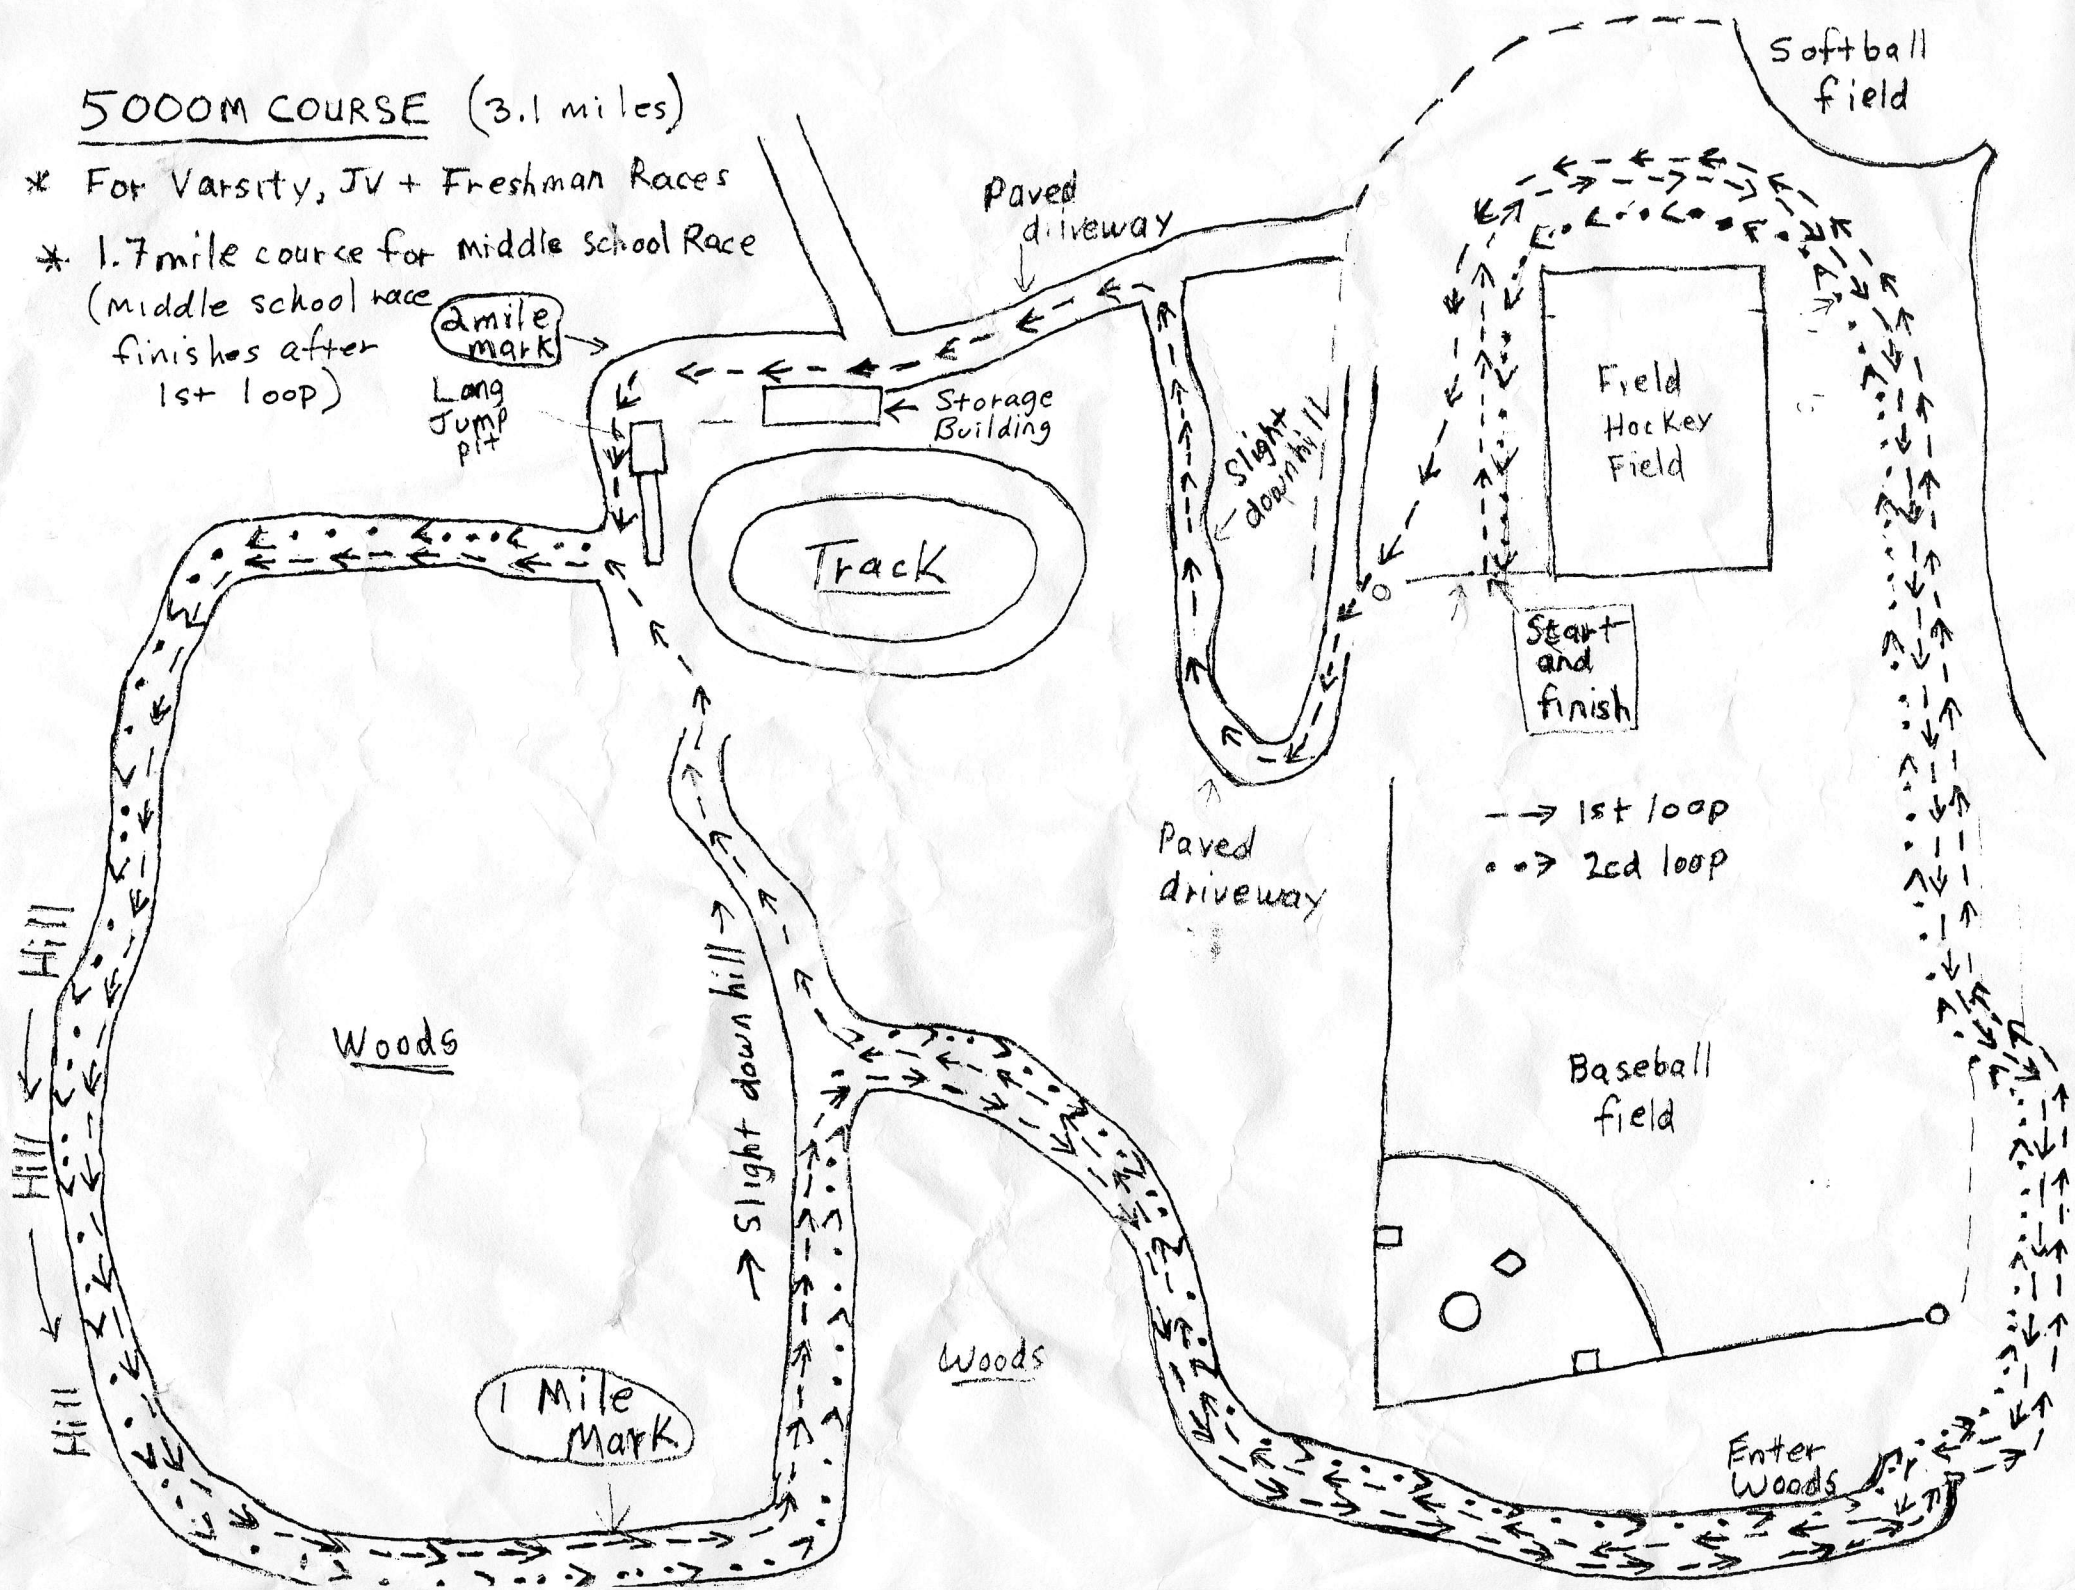 5000M COURSE (3.1 miles)
* For Varsity, JV + Freshman Races
* 1.7 mile course for middle school Race
(middle school race
finishes after
1st loop)
2 mile
mark
Long
Jump
pit
Paved
driveway
Softball
field
Storage
Building
Slight
downhill
Field
Hockey
Field
Track
Start
and
finish
--> 1st loop
••> 2cd loop
Paved
driveway
Hill
Hill
Hill
Woods
Slight down hill
Baseball
field
Woods
1 Mile
Mark
Enter
Woods